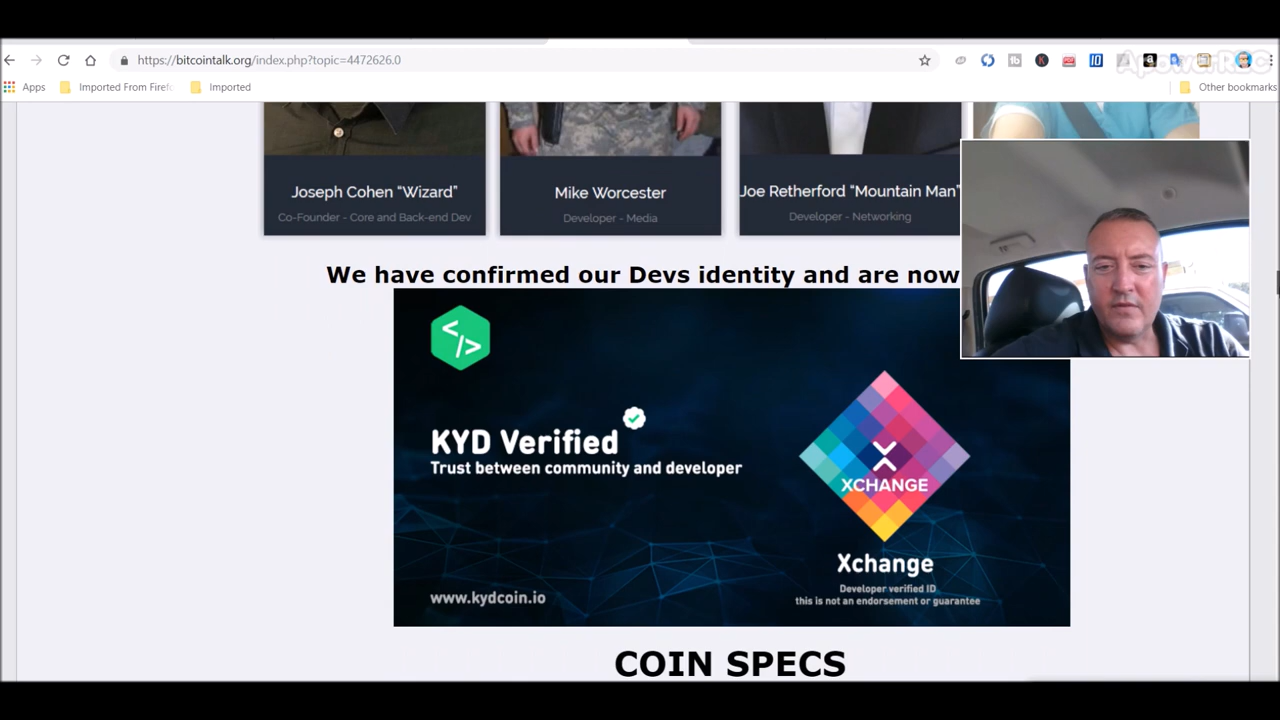 https://bitcointalk.org/index.php?topic=4472626.0
ApowerREC
Apps
Imported From Firef
Imported
Other bookmarks
Joseph Cohen “Wizard”
Co-Founder - Core and Back-end Dev
Mike Worcester
Developer - Media
Joe Retherford “Mountain Man”
Developer - Networking
We have confirmed our Devs identity and are now
</>
KYD Verified
Trust between community and developer
www.kydcoin.io
XCHANGE
Xchange
Developer verified ID
this is not an endorsement or guarantee
COIN SPECS